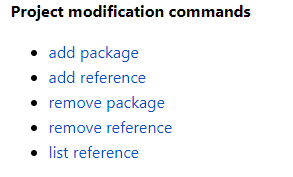 Project modification commands
add package
add reference
remove package
remove reference
list reference